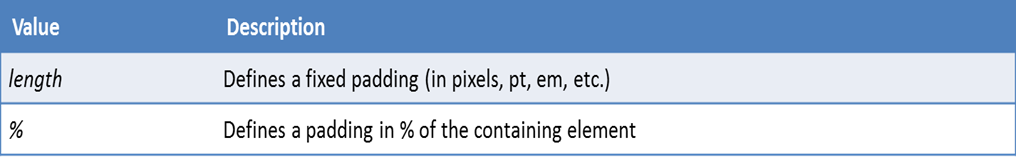 Value Description
length Defines a fixed padding (in pixels, pt, em, etc.)
% Defines a padding in % of the containing element